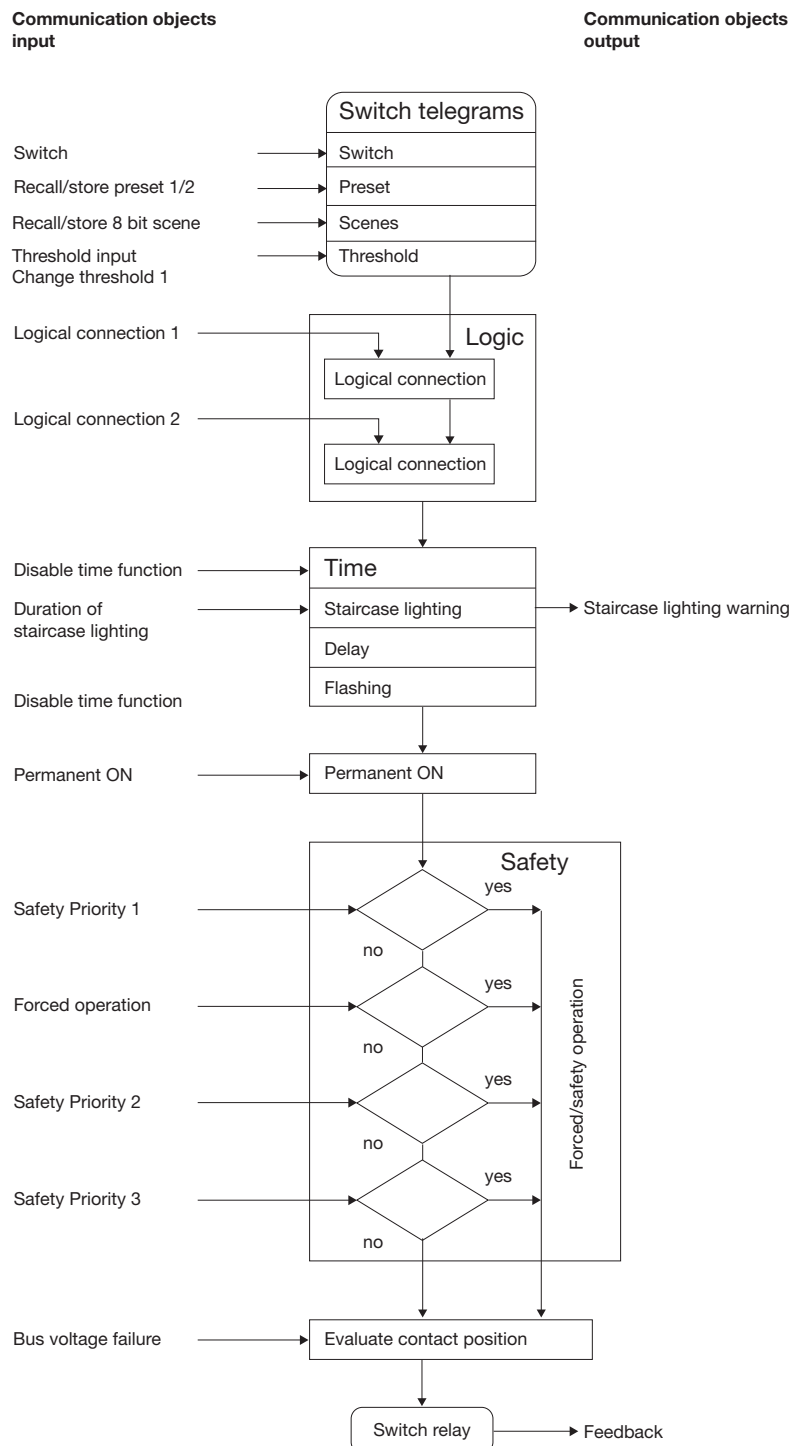 Communication objects
input
Communication objects
output
Switch telegrams
Switch
Switch
Recall/store preset 1/2
Preset
Recall/store 8 bit scene
Scenes
Threshold input
Change threshold 1
Threshold
Logic
Logical connection 1
Logical connection
Logical connection 2
Logical connection
Disable time function
Time
Duration of
staircase lighting
Staircase lighting
Staircase lighting warning
Delay
Flashing
Disable time function
Permanent ON
Permanent ON
Safety
yes
Safety Priority 1
no
yes
Forced operation
no
yes
Safety Priority 2
no
yes
Safety Priority 3
no
Forced/safety operation
Bus voltage failure
Evaluate contact position
Switch relay
Feedback